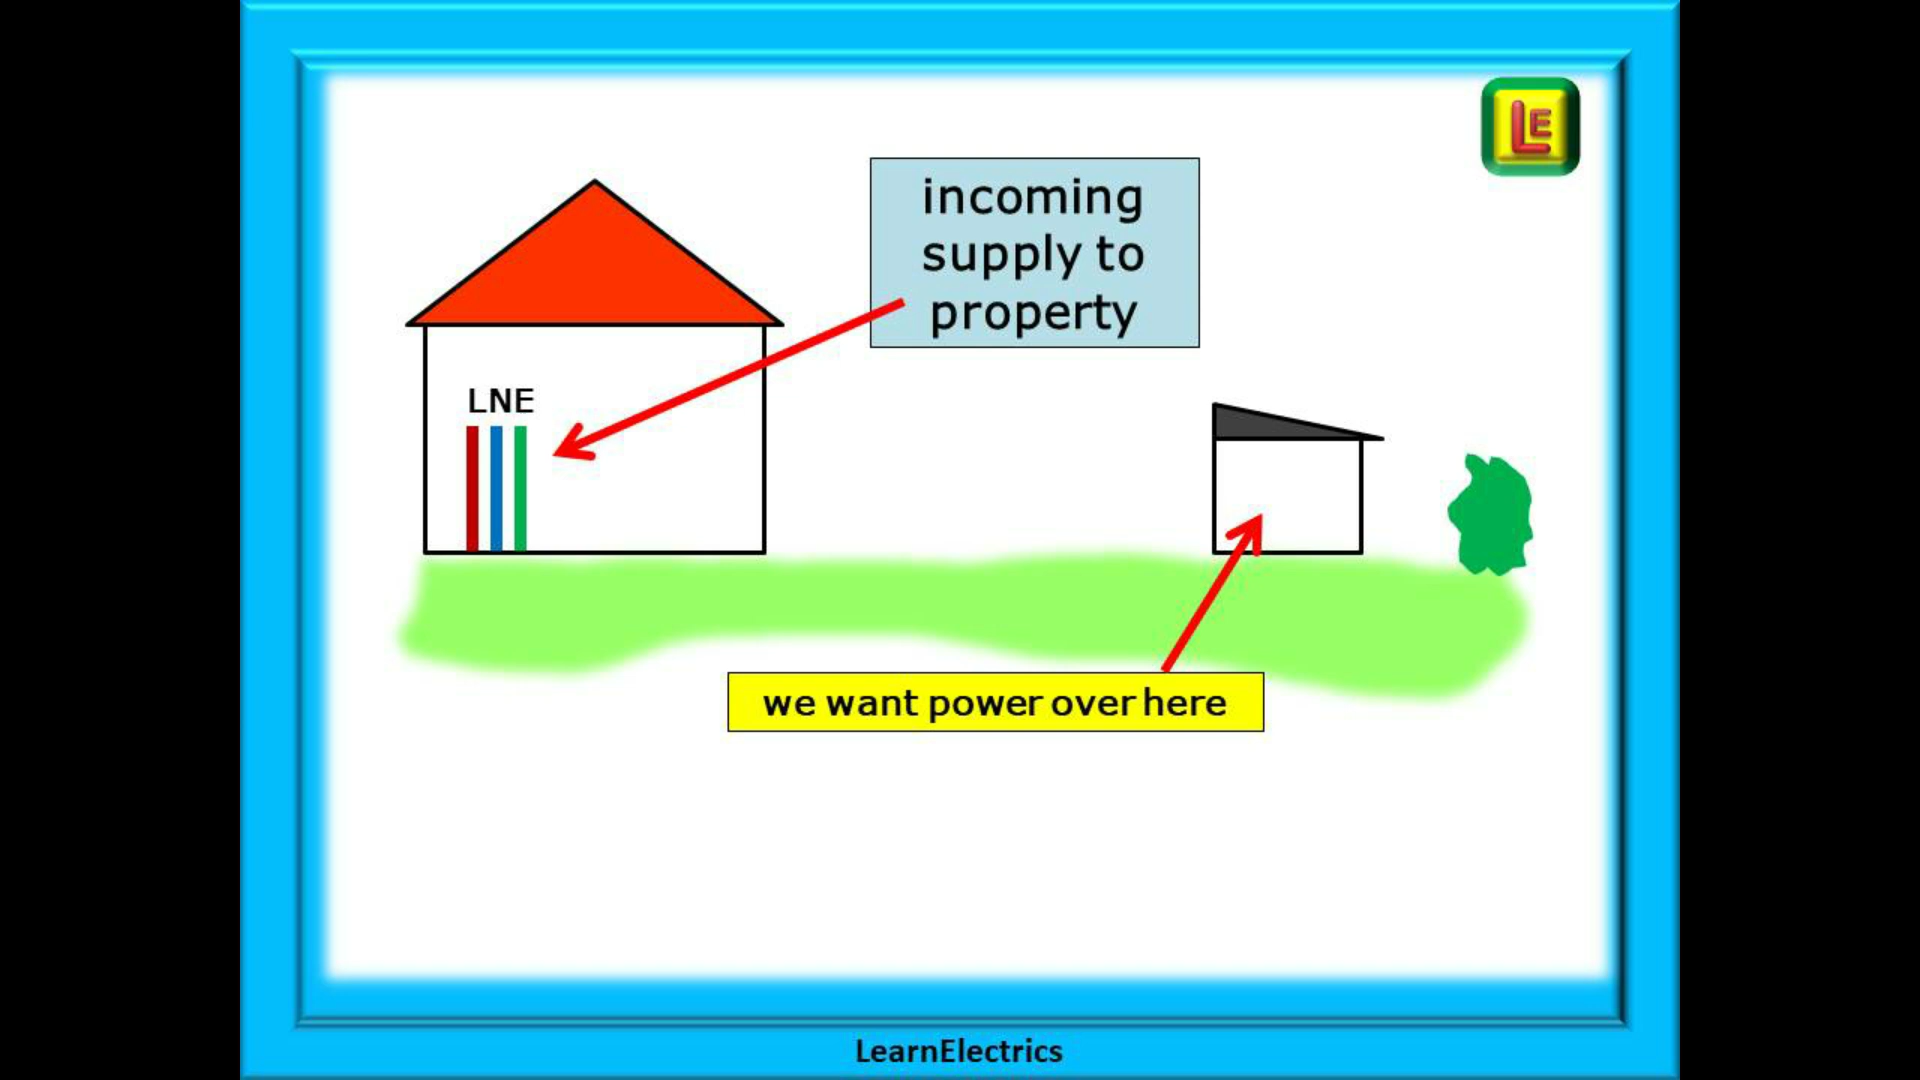 LE
incoming
supply to
property
LNE
we want power over here
LearnElectrics